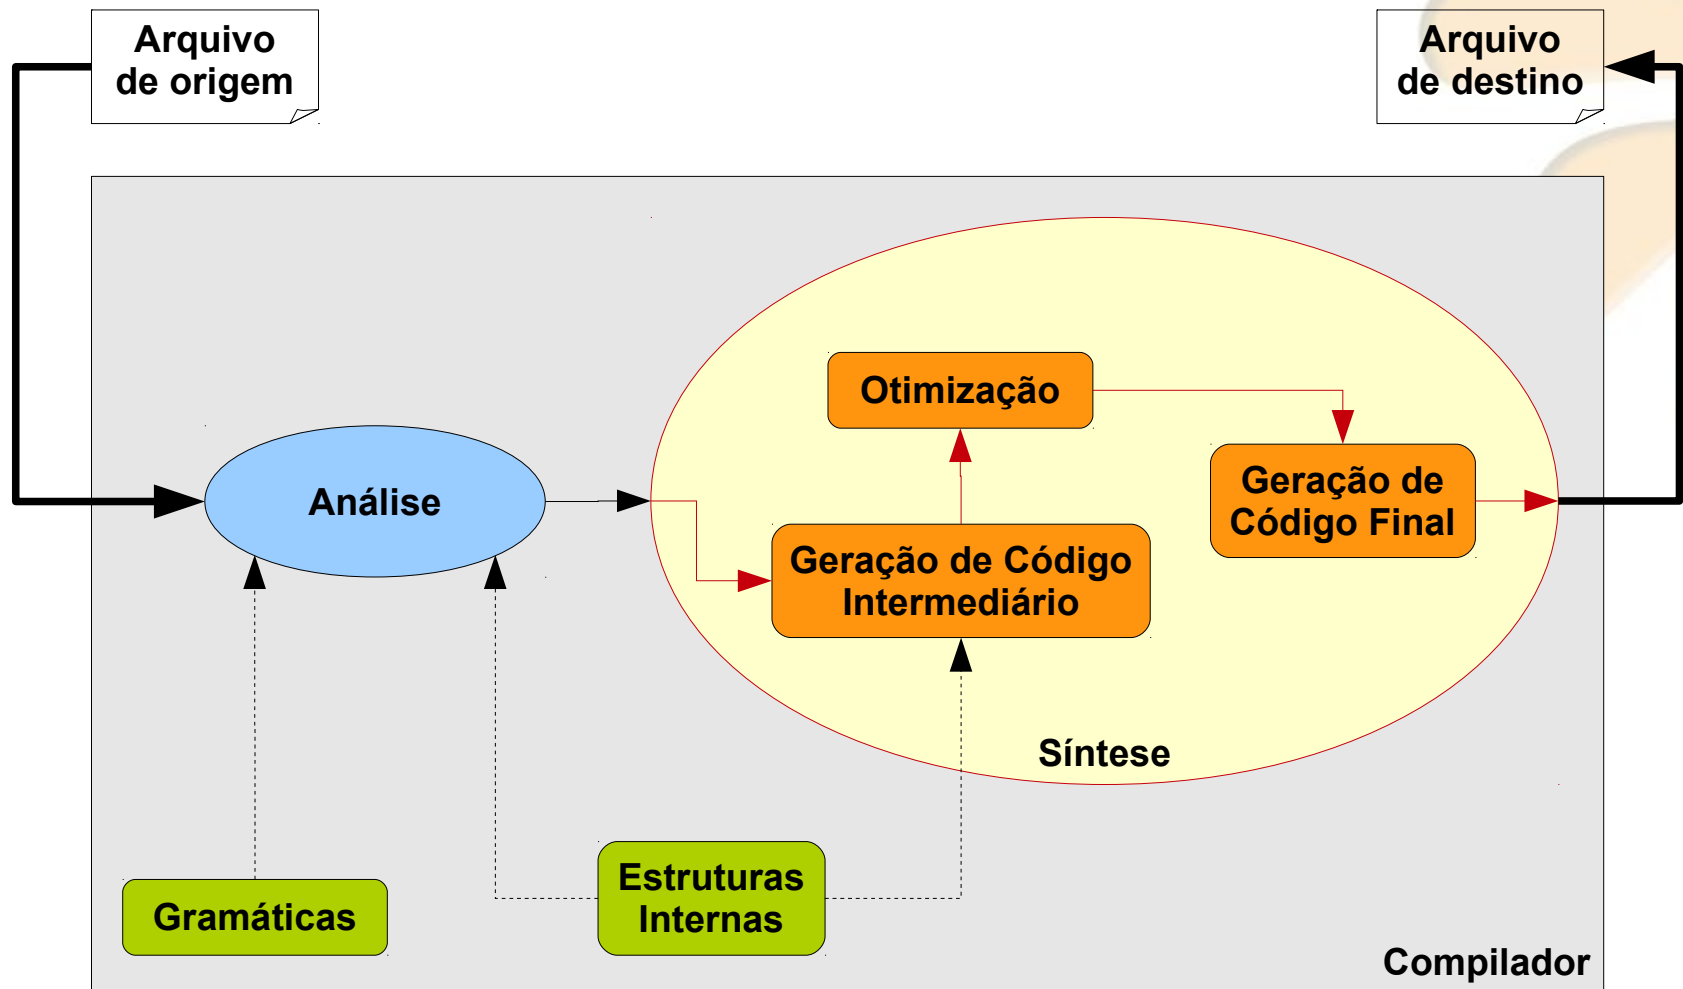 Arquivo
de origem
Arquivo
de destino
Otimização
Análise
Geração de
Código Final
Geração de Código
Intermediário
Síntese
Estruturas
Internas
Gramáticas
Compilador